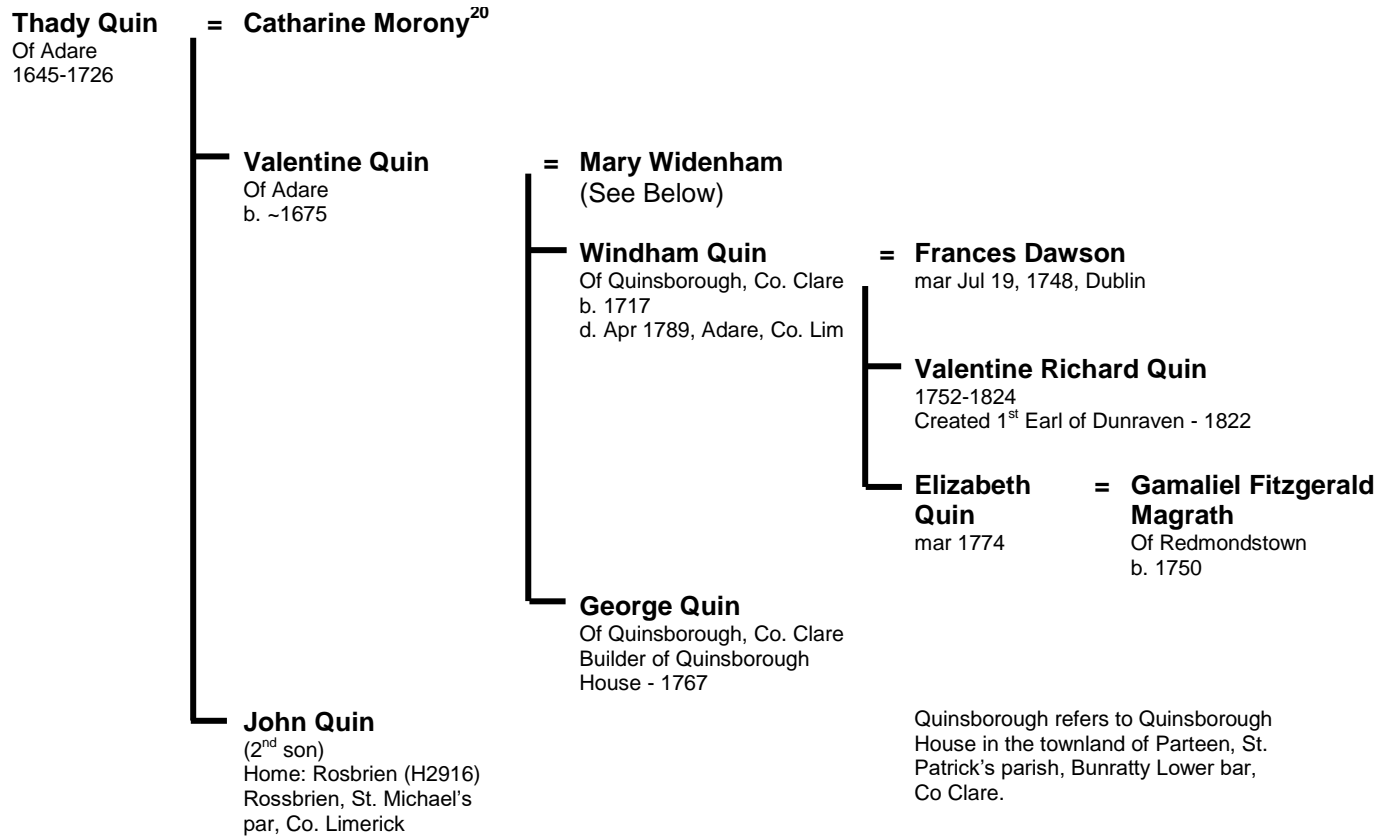 Thady Quin = Catharine Morony20
Of Adare
1645-1726
Valentine Quin = Mary Widenham
Of Adare
(See Below)
b. ~1675
Windham Quin = Frances Dawson
Of Quinsborough, Co. Clare
mar Jul 19, 1748, Dublin
b. 1717
d. Apr 1789, Adare, Co. Lim
Valentine Richard Quin
1752-1824
Created 1st Earl of Dunraven - 1822
Elizabeth = Gamaliel Fitzgerald
Quin Magrath
mar 1774
Of Redmondstown
b. 1750
George Quin
Of Quinsborough, Co. Clare
Builder of Quinsborough
House - 1767
John Quin
(2nd son)
Home: Rosbrien (H2916)
Rossbrien, St. Michael's
par, Co. Limerick
Quinsborough refers to Quinsborough
House in the townland of Parteen, St.
Patrick's parish, Bunratty Lower bar,
Co Clare.